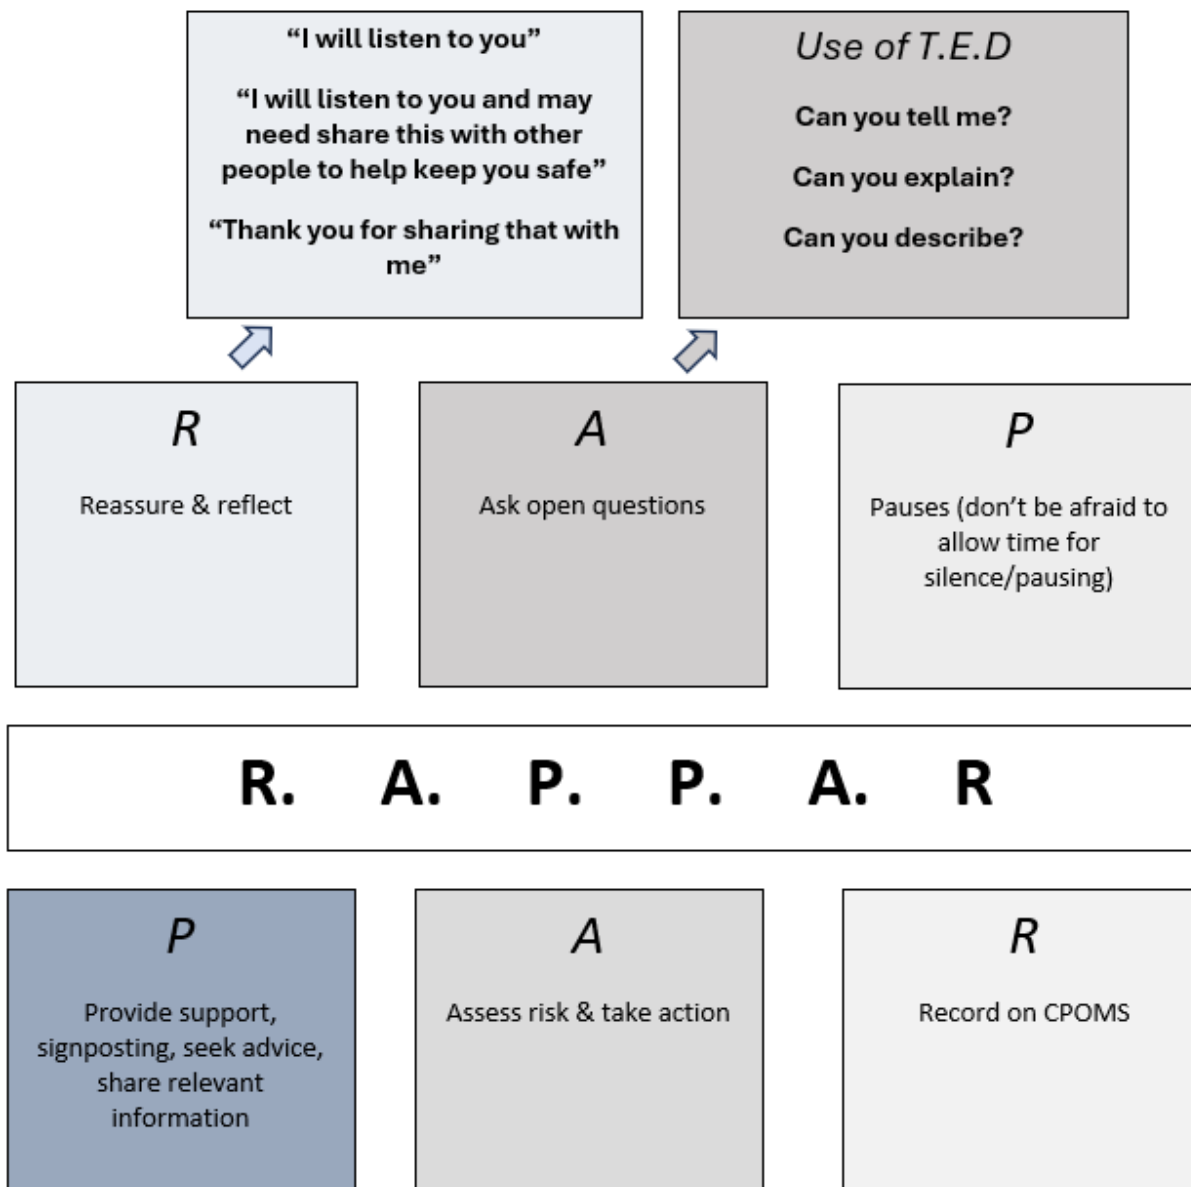 “I will listen to you”
“I will listen to you and may
need share this with other
people to help keep you safe”
“Thank you for sharing that with
me”
Use of T.E.D
Can you tell me?
Can you explain?
Can you describe?
R
Reassure & reflect
A
Ask open questions
P
Pauses (don’t be afraid to
allow time for
silence/pausing)
R. A. P. P. A. R
P
Provide support,
signposting, seek advice,
share relevant
information
A
Assess risk & take action
R
Record on CPOMS